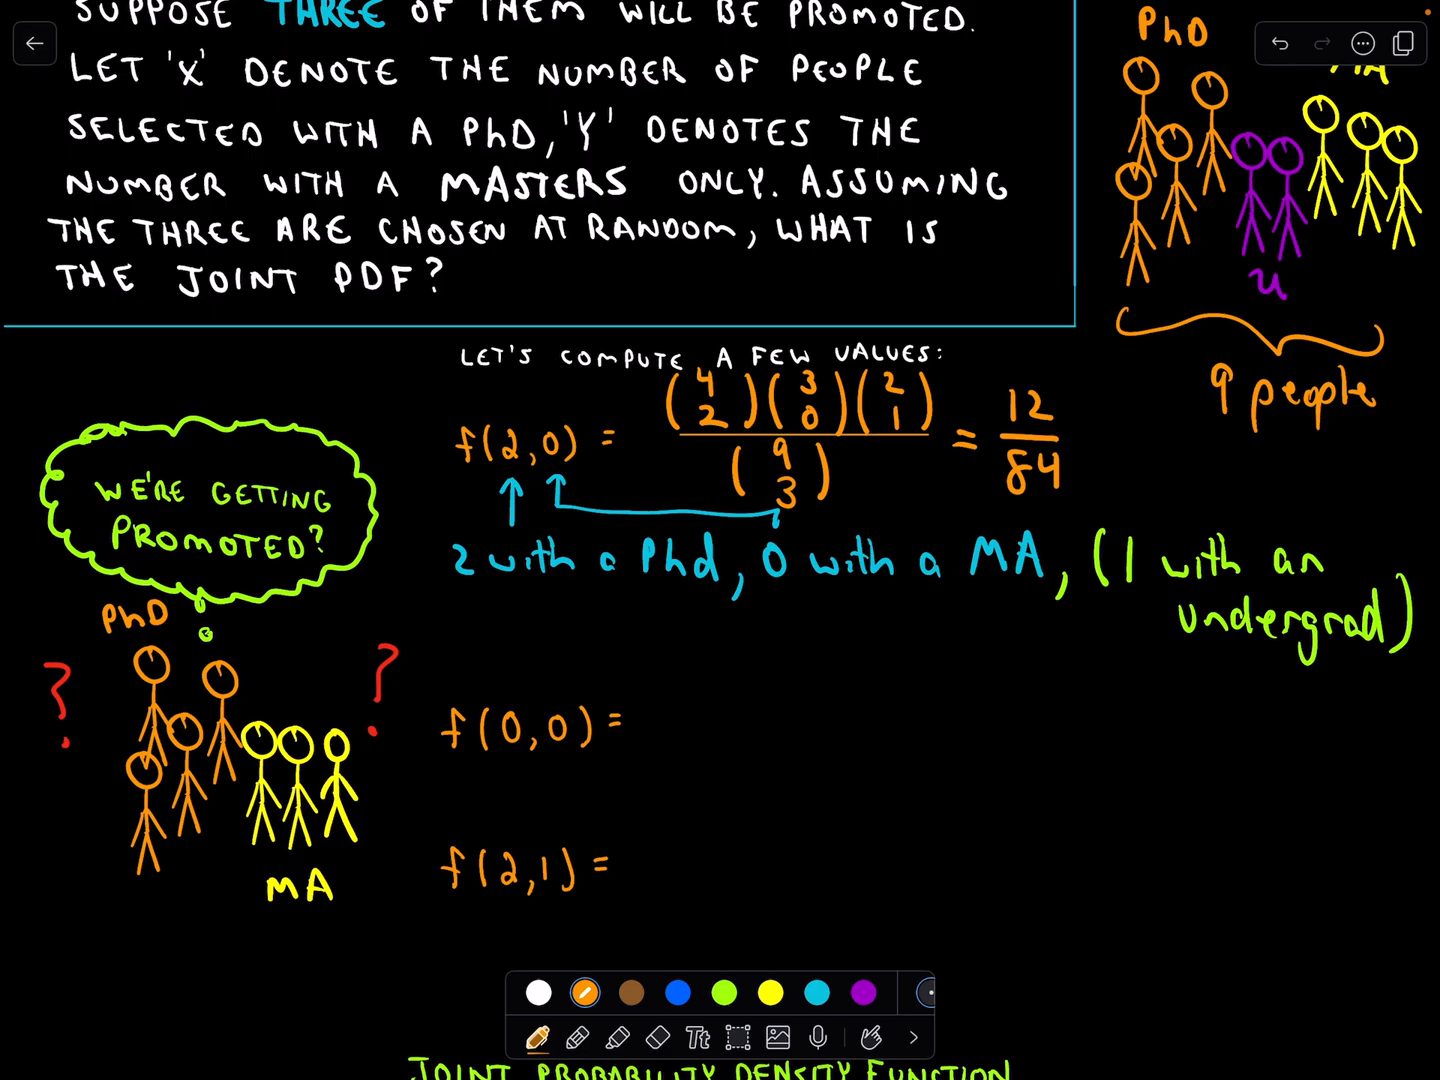 SUPPOSE THREE OF THEM WILL BE PROMOTED.
LET 'X' DENOTE THE NUMBER OF PEOPLE
SELECTED WITH A PhD, 'Y' DENOTES THE
NUMBER WITH A MASTERS ONLY. ASSUMING
THE THREE ARE CHOSEN AT RANDOM, WHAT IS
THE JOINT PDF?
PhD
MA
u
9 people
LET'S COMPUTE A FEW VALUES:
f(2,0) = (4 2)(3 0)(2 1) / (9 3) = 12/84
2 with a Phd, 0 with a MA, (1 with an
undergrad)
WE'RE GETTING
PROMOTED?
PhD
? ?
MA
f(0,0) =
f(2,1) =
Tt
JOINT PROBABILITY DENSITY FUNCTION